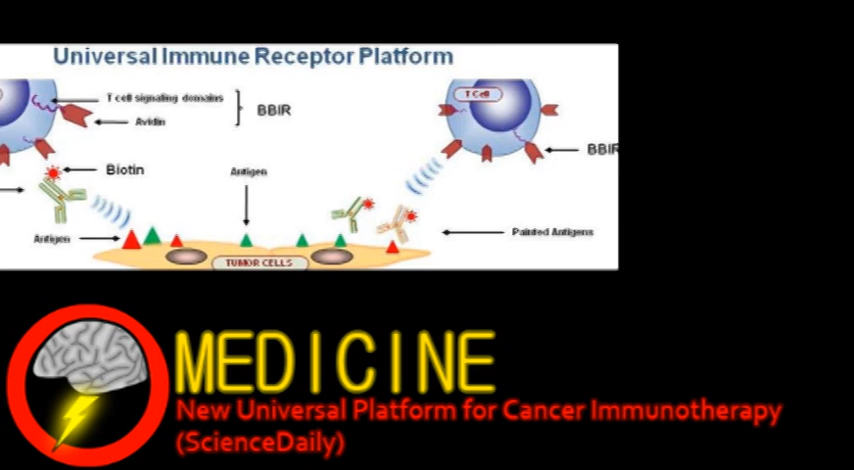 Universal Immune Receptor Platform
T cell signaling domains
BBIR
Avidin
T Cell
BBIR
Biotin
Antigen
Antigen
Painted Antigens
TUMOR CELLS
MEDICINE
New Universal Platform for Cancer Immunotherapy
(ScienceDaily)